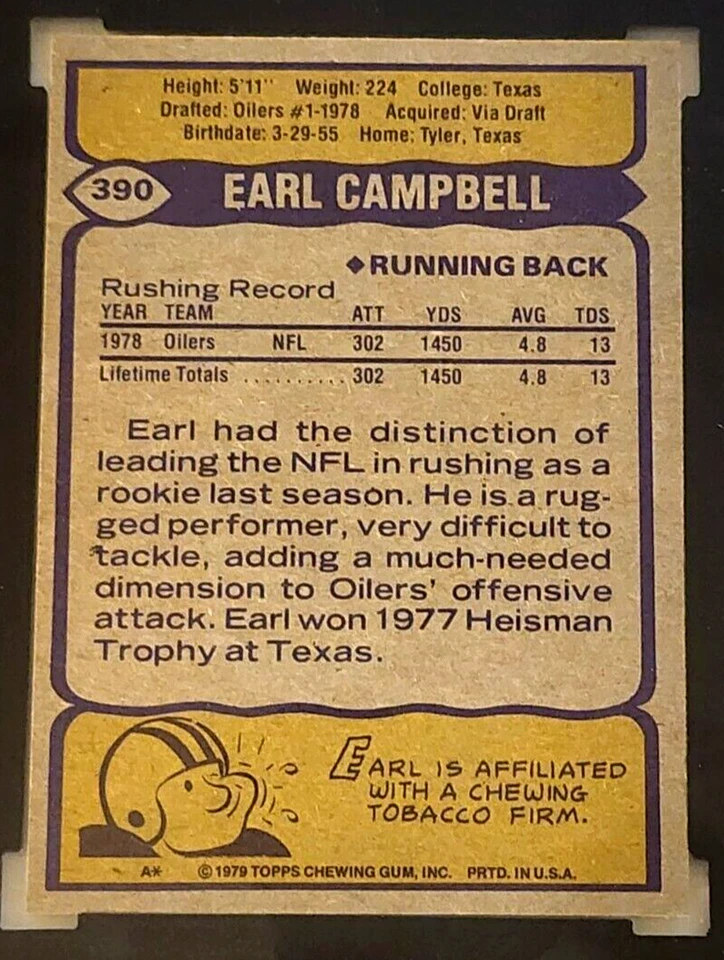 Height: 5'11" Weight: 224 College: Texas
Drafted: Oilers #1-1978 Acquired: Via Draft
Birthdate: 3-29-55 Home: Tyler, Texas
390 EARL CAMPBELL
◆RUNNING BACK
Rushing Record
YEAR TEAM ATT YDS AVG TDS
1978 Oilers NFL 302 1450 4.8 13
Lifetime Totals .......... 302 1450 4.8 13
Earl had the distinction of
leading the NFL in rushing as a
rookie last season. He is a rug-
ged performer, very difficult to
tackle, adding a much-needed
dimension to Oilers' offensive
attack. Earl won 1977 Heisman
Trophy at Texas.
EARL IS AFFILIATED
WITH A CHEWING
TOBACCO FIRM.
A* © 1979 TOPPS CHEWING GUM, INC. PRTD. IN U.S.A.